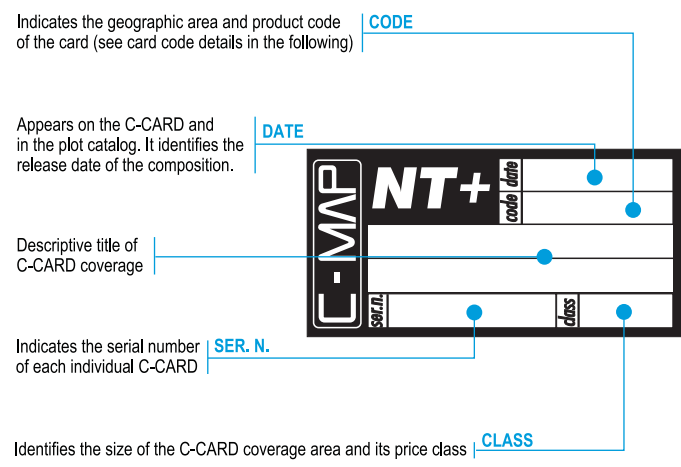 Indicates the geographic area and product code CODE
of the card (see card code details in the following)
Appears on the C-CARD and DATE
in the plot catalog. It identifies the
release date of the composition.
C-MAP
NT+
date
code
Descriptive title of
C-CARD coverage
ser.n.
class
Indicates the serial number SER. N.
of each individual C-CARD
Identifies the size of the C-CARD coverage area and its price class CLASS